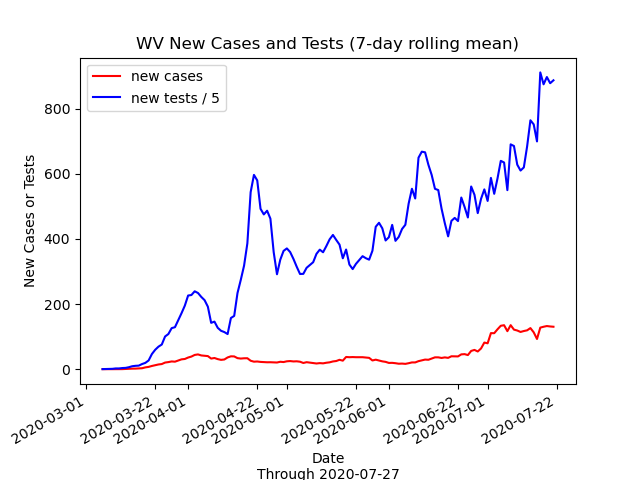 WV New Cases and Tests (7-day rolling mean)
new cases
new tests / 5
New Cases or Tests
800
600
400
200
0
2020-03-01
2020-03-22
2020-04-01
2020-04-22
2020-05-01
2020-05-22
2020-06-01
2020-06-22
2020-07-01
2020-07-22
Date
Through 2020-07-27